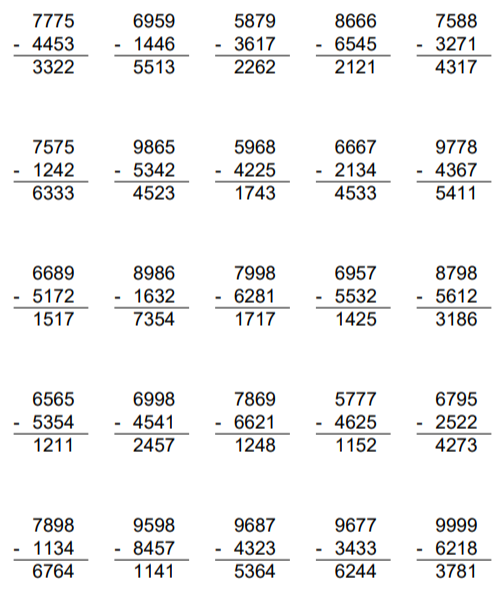 7775 6959 5879 8666 7588
- 4453 - 1446 - 3617 - 6545 - 3271
3322 5513 2262 2121 4317
7575 9865 5968 6667 9778
- 1242 - 5342 - 4225 - 2134 - 4367
6333 4523 1743 4533 5411
6689 8986 7998 6957 8798
- 5172 - 1632 - 6281 - 5532 - 5612
1517 7354 1717 1425 3186
6565 6998 7869 5777 6795
- 5354 - 4541 - 6621 - 4625 - 2522
1211 2457 1248 1152 4273
7898 9598 9687 9677 9999
- 1134 - 8457 - 4323 - 3433 - 6218
6764 1141 5364 6244 3781